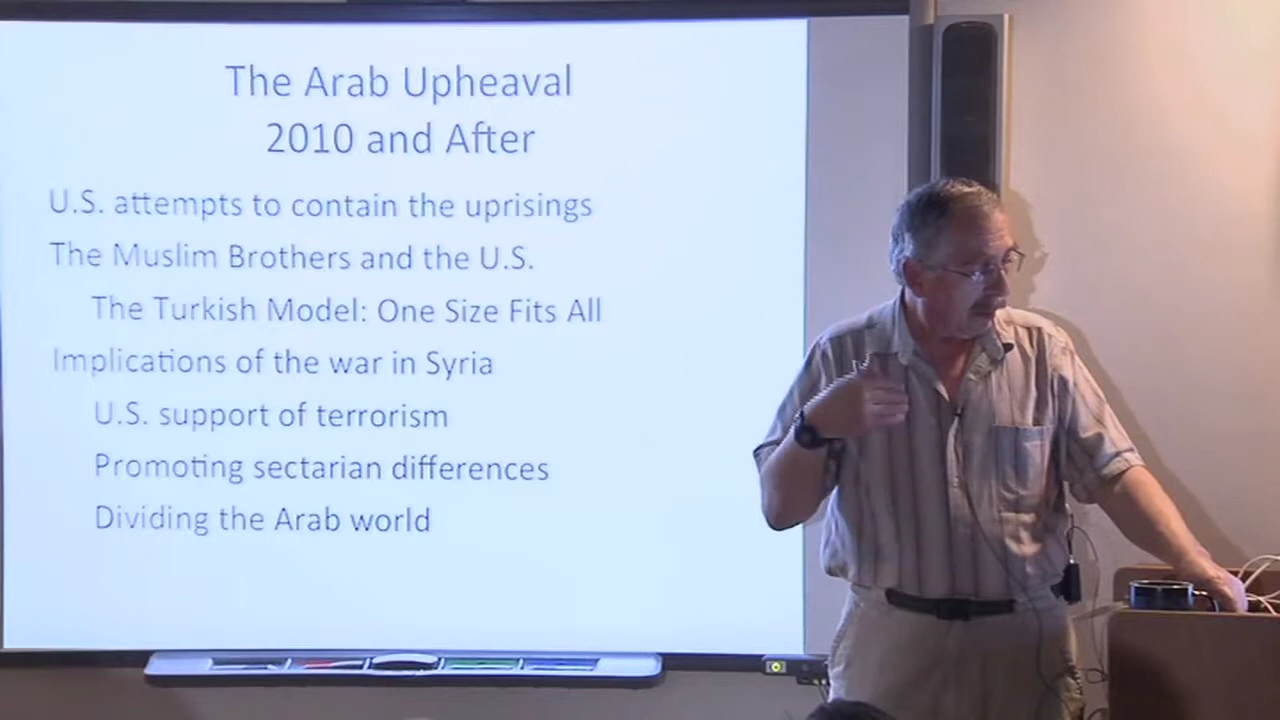 The Arab Upheaval
2010 and After
U.S. attempts to contain the uprisings
The Muslim Brothers and the U.S.
The Turkish Model: One Size Fits All
Implications of the war in Syria
U.S. support of terrorism
Promoting sectarian differences
Dividing the Arab world